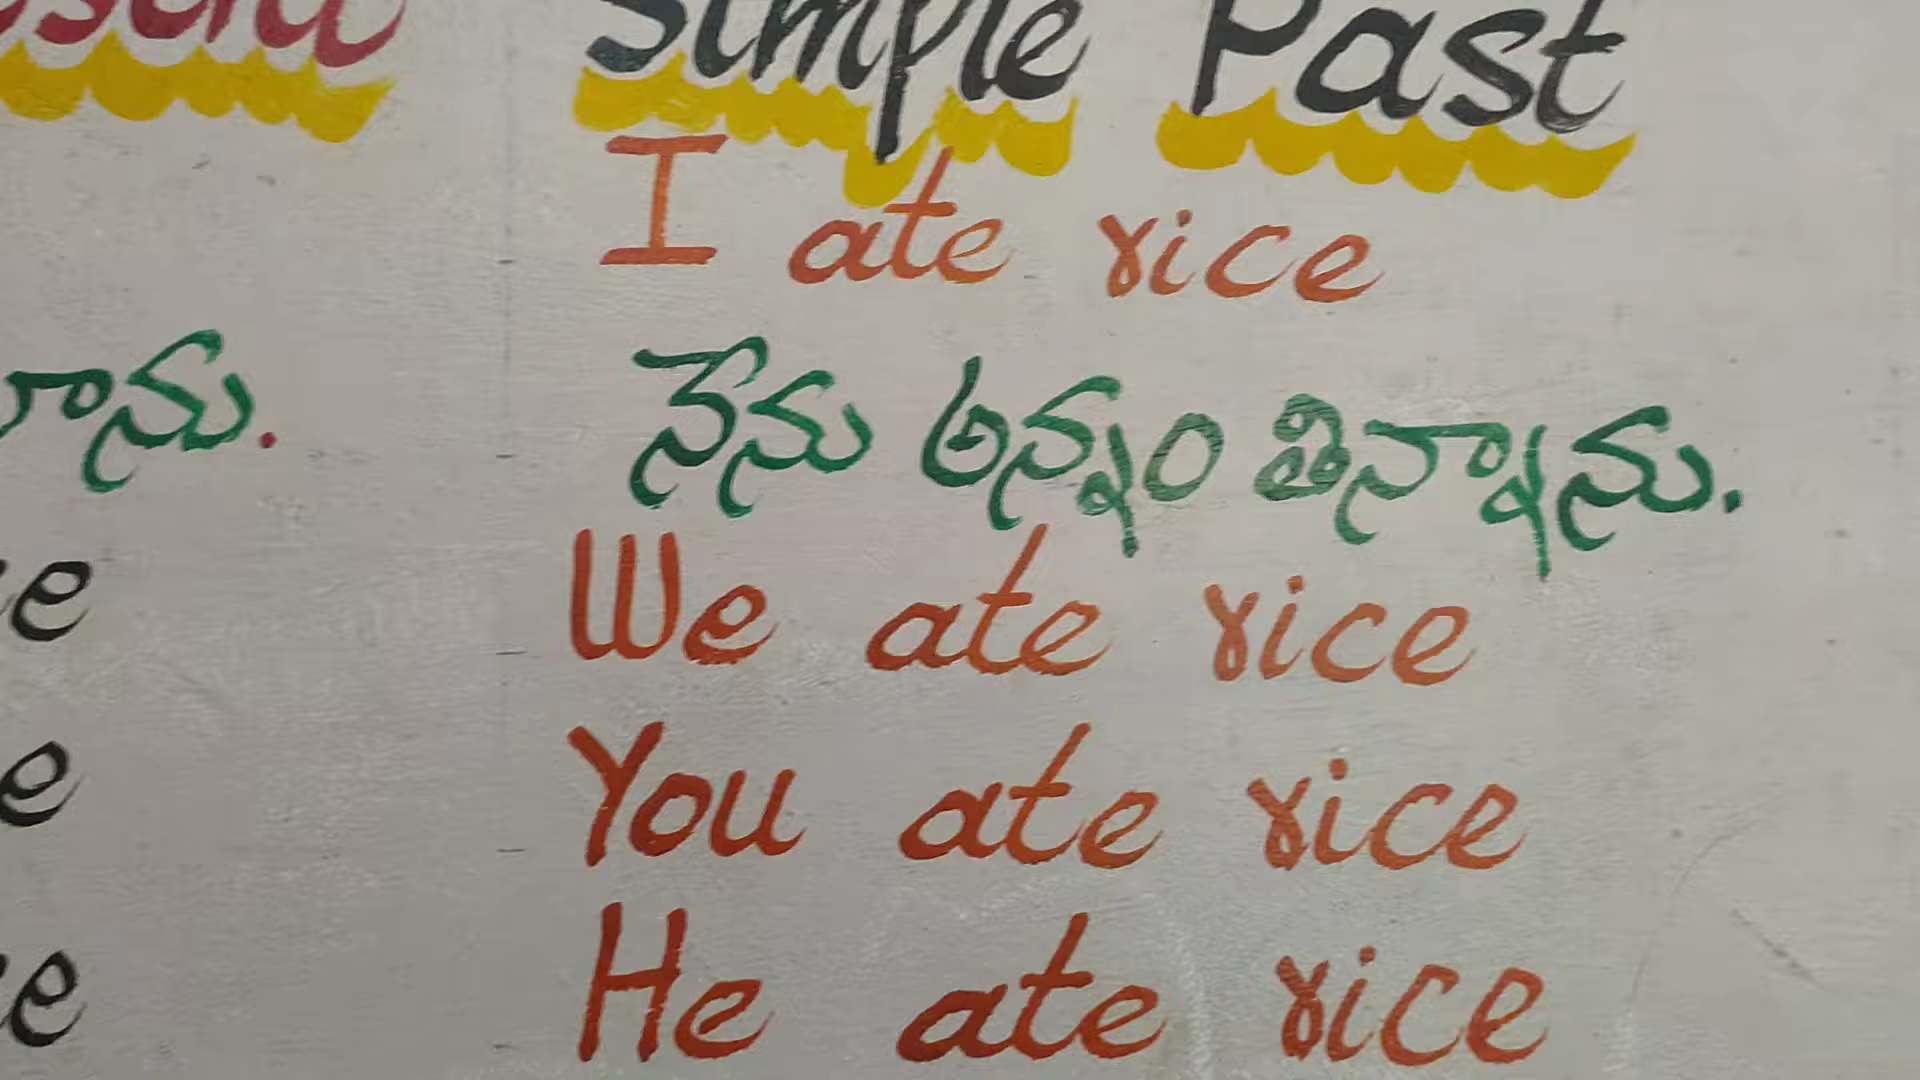 Simple Past
I ate rice
నేను అన్నం తిన్నాను.
We ate rice
You ate rice
He ate rice